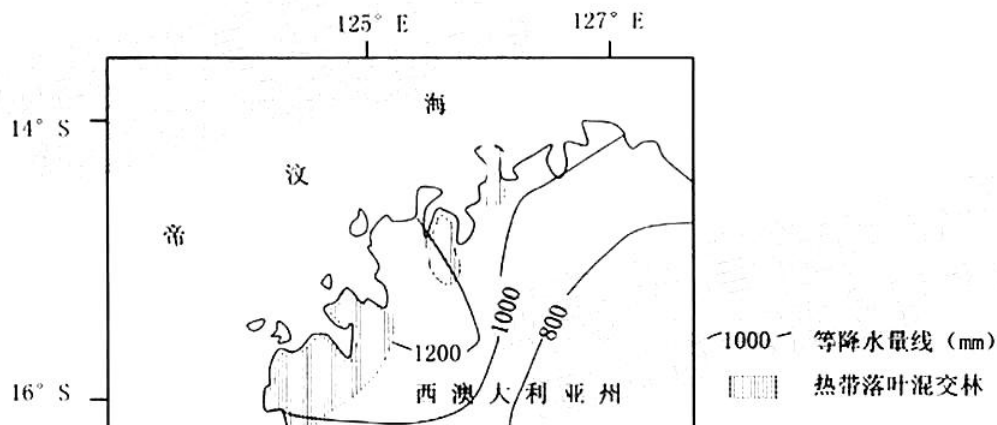 125° E
127° E
14° S
海
汶
帝
1000
800
1200
西澳大利亚州
16° S
1000 等降水量线（mm）
热带落叶混交林